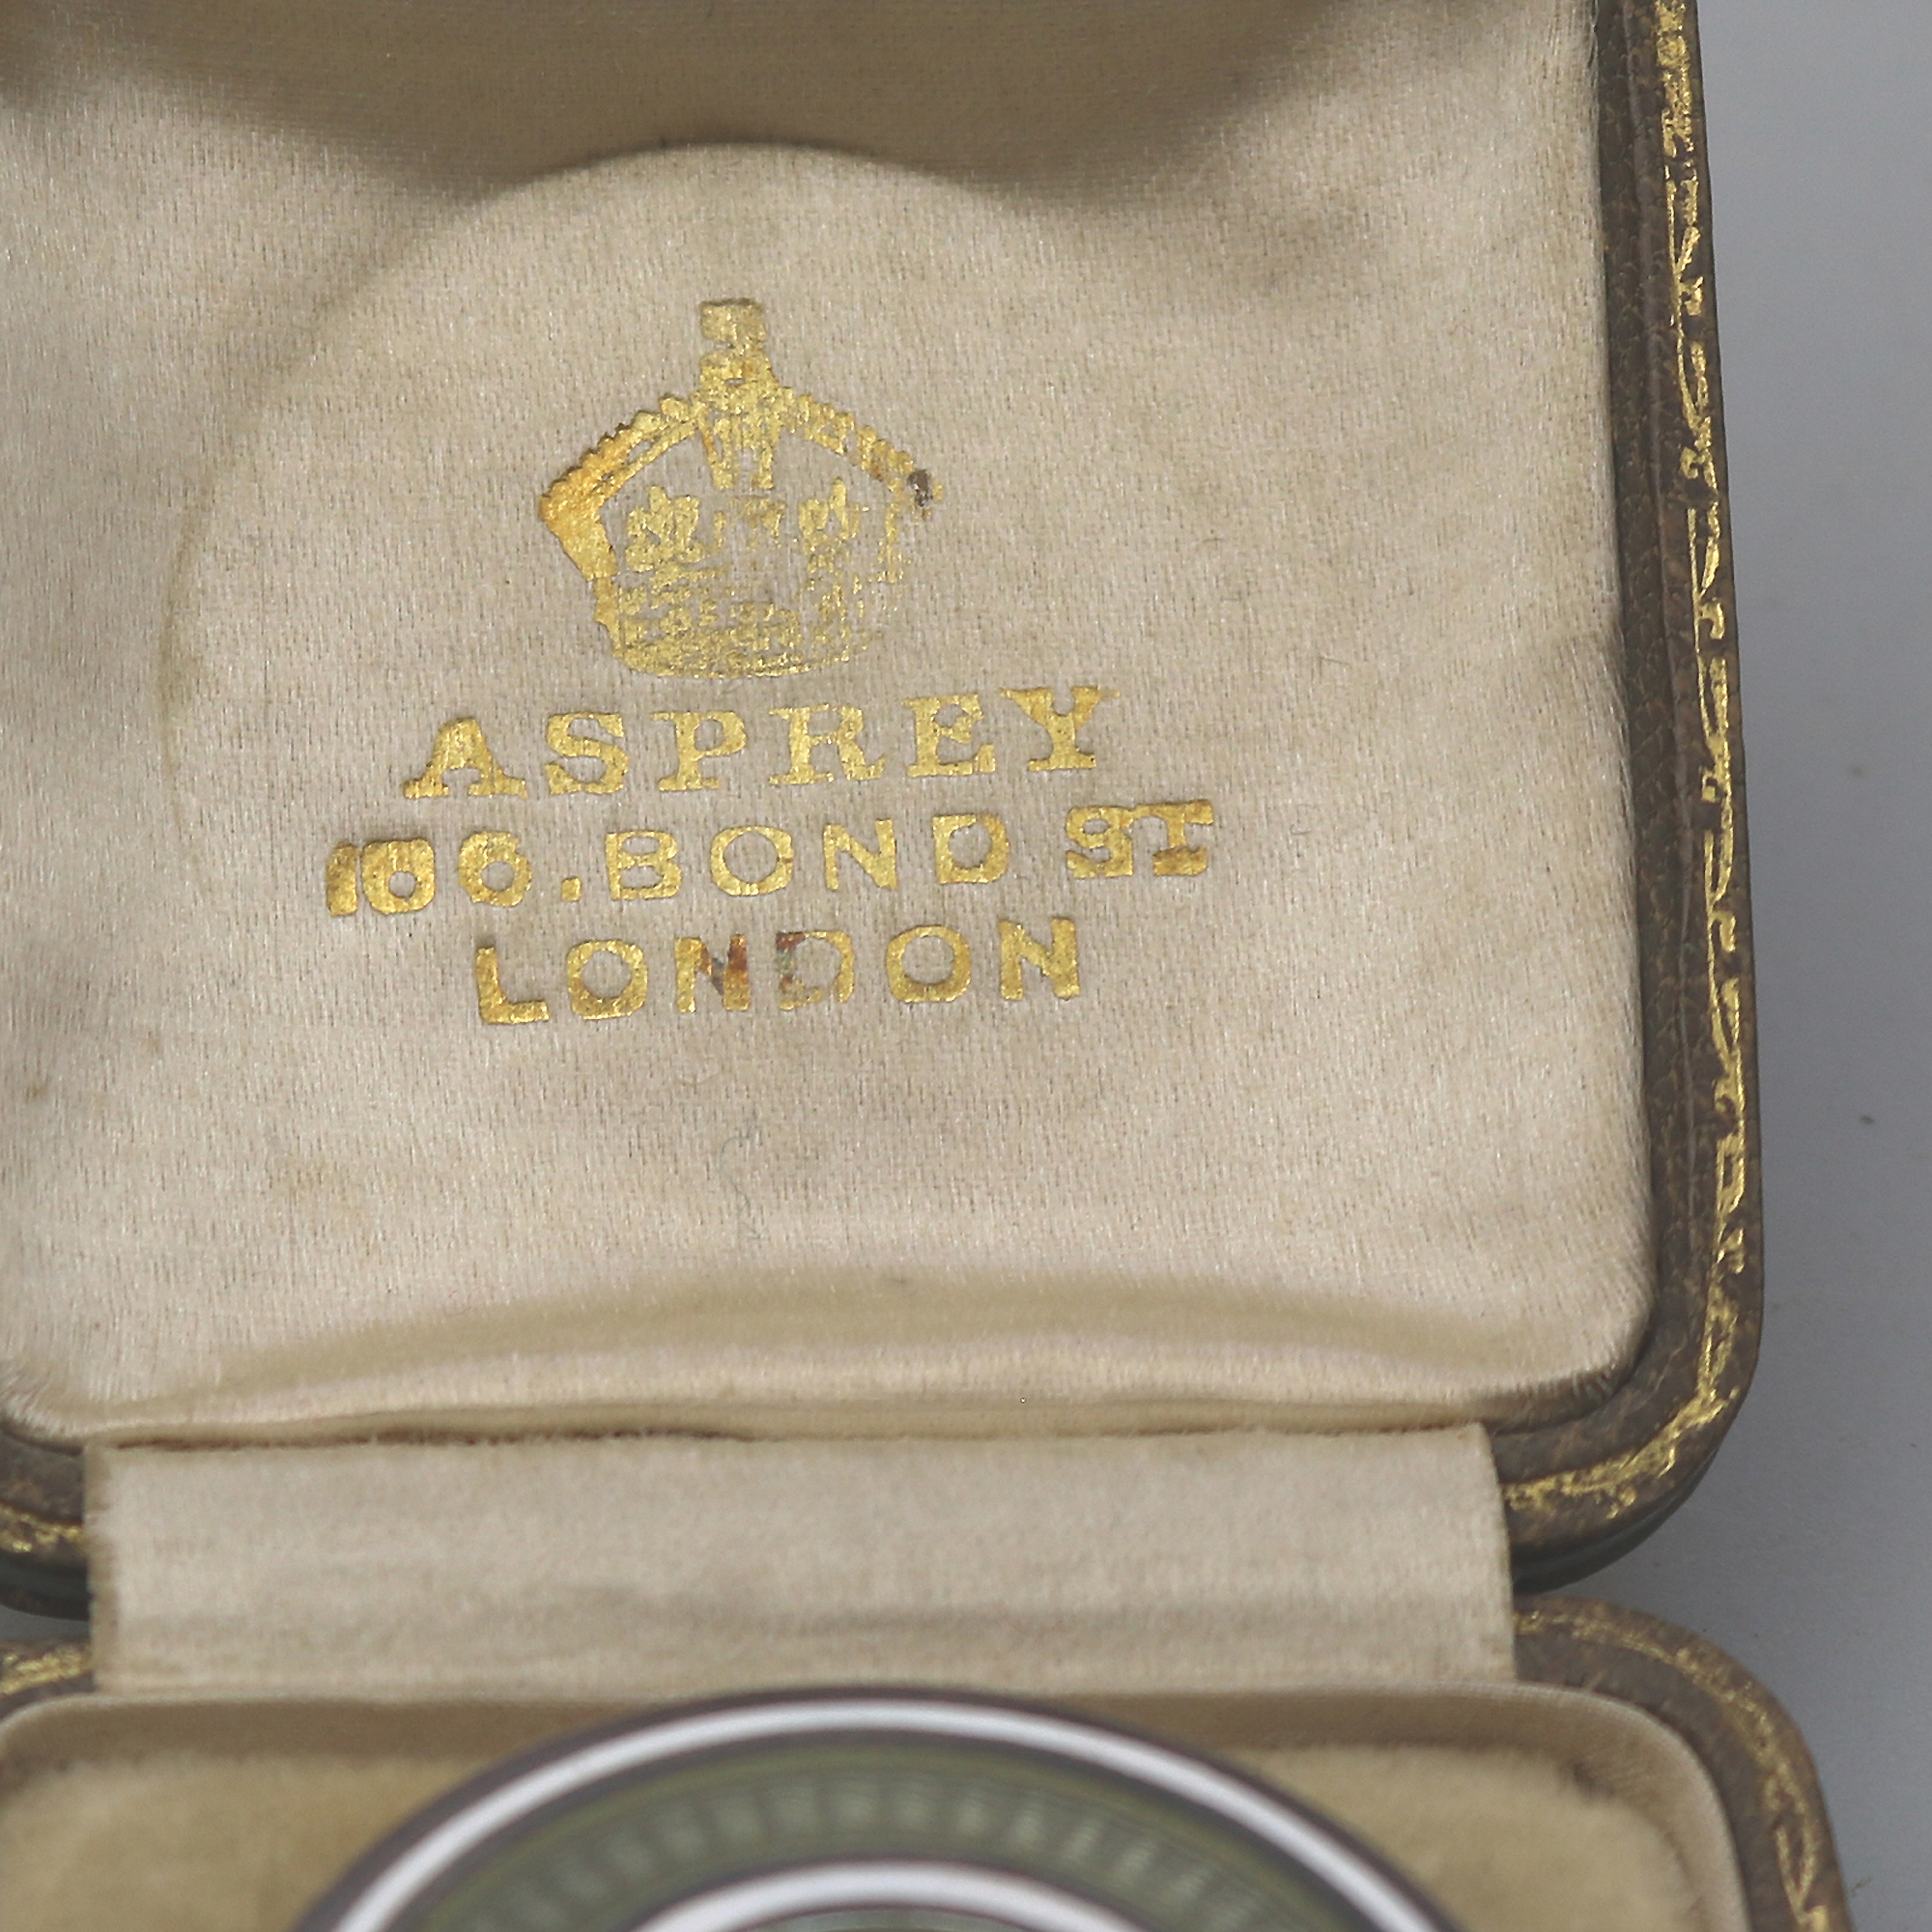 ASPREY
166. BOND ST
LONDON